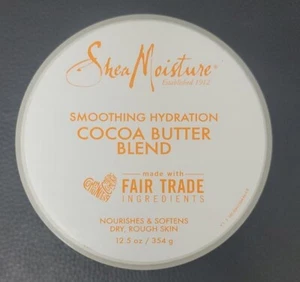 SheaMoisture®
Established 1912
SMOOTHING HYDRATION
COCOA BUTTER
BLEND
made with
FAIR TRADE
INGREDIENTS
NOURISHES & SOFTENS
DRY, ROUGH SKIN
12.5 oz / 354 g